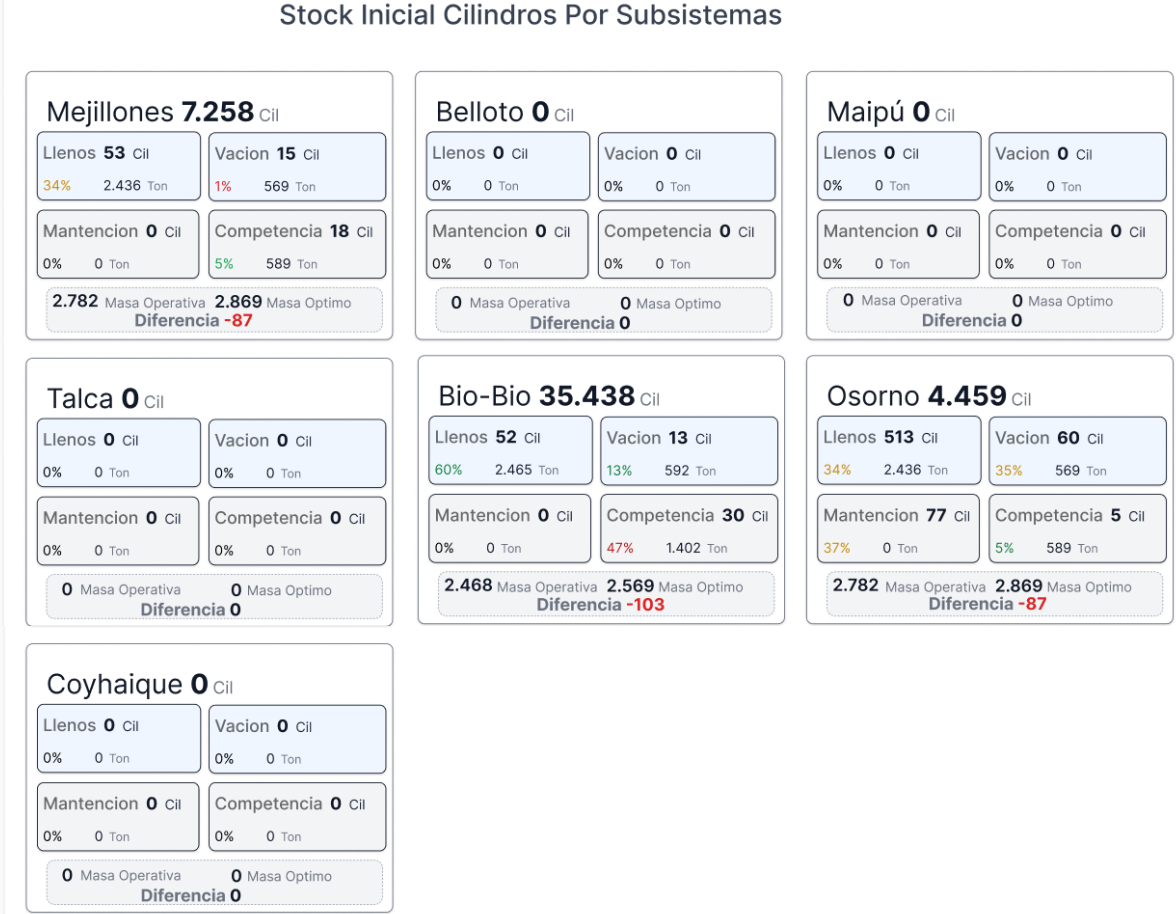 Stock Inicial Cilindros Por Subsistemas
Mejillones 7.258 Cil
Llenos 53 Cil
34% 2.436 Ton
Vacion 15 Cil
1% 569 Ton
Mantencion 0 Cil
0% 0 Ton
Competencia 18 Cil
5% 589 Ton
2.782 Masa Operativa 2.869 Masa Optimo
Diferencia -87
Belloto 0 Cil
Llenos 0 Cil
0% 0 Ton
Vacion 0 Cil
0% 0 Ton
Mantencion 0 Cil
0% 0 Ton
Competencia 0 Cil
0% 0 Ton
0 Masa Operativa 0 Masa Optimo
Diferencia 0
Maipú 0 Cil
Llenos 0 Cil
0% 0 Ton
Vacion 0 Cil
0% 0 Ton
Mantencion 0 Cil
0% 0 Ton
Competencia 0 Cil
0% 0 Ton
0 Masa Operativa 0 Masa Optimo
Diferencia 0
Talca 0 Cil
Llenos 0 Cil
0% 0 Ton
Vacion 0 Cil
0% 0 Ton
Mantencion 0 Cil
0% 0 Ton
Competencia 0 Cil
0% 0 Ton
0 Masa Operativa 0 Masa Optimo
Diferencia 0
Bio-Bio 35.438 Cil
Llenos 52 Cil
60% 2.465 Ton
Vacion 13 Cil
13% 592 Ton
Mantencion 0 Cil
0% 0 Ton
Competencia 30 Cil
47% 1.402 Ton
2.468 Masa Operativa 2.569 Masa Optimo
Diferencia -103
Osorno 4.459 Cil
Llenos 513 Cil
34% 2.436 Ton
Vacion 60 Cil
35% 569 Ton
Mantencion 77 Cil
37% 0 Ton
Competencia 5 Cil
5% 589 Ton
2.782 Masa Operativa 2.869 Masa Optimo
Diferencia -87
Coyhaique 0 Cil
Llenos 0 Cil
0% 0 Ton
Vacion 0 Cil
0% 0 Ton
Mantencion 0 Cil
0% 0 Ton
Competencia 0 Cil
0% 0 Ton
0 Masa Operativa 0 Masa Optimo
Diferencia 0